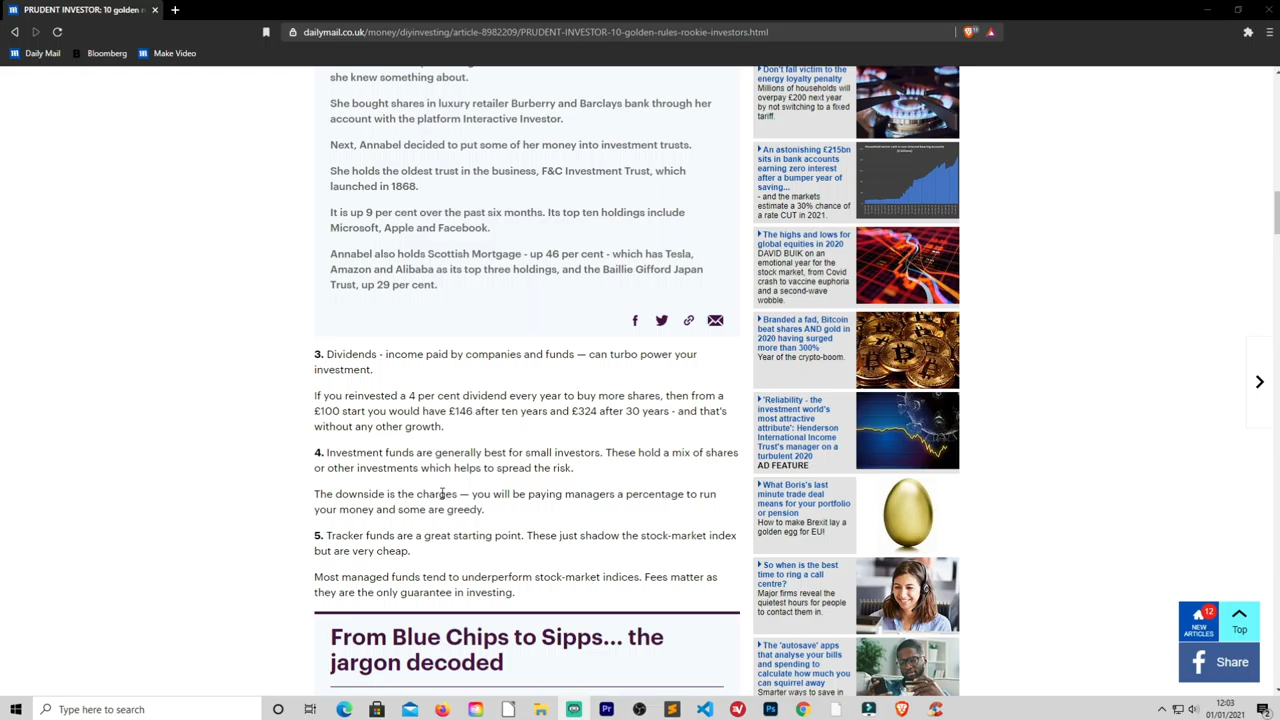 PRUDENT INVESTOR: 10 golden r
dailymail.co.uk/money/diyinvesting/article-8982209/PRUDENT-INVESTOR-10-golden-rules-rookie-investors.html
Daily Mail
Bloomberg
Make Video
she knew something about.
She bought shares in luxury retailer Burberry and Barclays bank through her
account with the platform Interactive Investor.
Next, Annabel decided to put some of her money into investment trusts.
She holds the oldest trust in the business, F&C Investment Trust, which
launched in 1868.
It is up 9 per cent over the past six months. Its top ten holdings include
Microsoft, Apple and Facebook.
Annabel also holds Scottish Mortgage - up 46 per cent - which has Tesla,
Amazon and Alibaba as its top three holdings, and the Baillie Gifford Japan
Trust, up 29 per cent.
3. Dividends - income paid by companies and funds — can turbo power your
investment.
If you reinvested a 4 per cent dividend every year to buy more shares, then from a
£100 start you would have £146 after ten years and £324 after 30 years - and that's
without any other growth.
4. Investment funds are generally best for small investors. These hold a mix of shares
or other investments which helps to spread the risk.
The downside is the charges — you will be paying managers a percentage to run
your money and some are greedy.
5. Tracker funds are a great starting point. These just shadow the stock-market index
but are very cheap.
Most managed funds tend to underperform stock-market indices. Fees matter as
they are the only guarantee in investing.
From Blue Chips to Sipps... the
jargon decoded
Don't fall victim to the
energy loyalty penalty
Millions of households will
overpay £200 next year
by not switching to a fixed
tariff.
An astonishing £215bn
sits in bank accounts
earning zero interest
after a bumper year of
saving...
- and the markets
estimate a 30% chance of
a rate CUT in 2021.
The highs and lows for
global equities in 2020
DAVID BUIK on an
emotional year for the
stock market, from Covid
crash to vaccine euphoria
and a second-wave
wobble.
Branded a fad, Bitcoin
beat shares AND gold in
2020 having surged
more than 300%
Year of the crypto-boom.
'Reliability - the
investment world's
most attractive
attribute': Henderson
International Income
Trust's manager on a
turbulent 2020
AD FEATURE
What Boris's last
minute trade deal
means for your portfolio
or pension
How to make Brexit lay a
golden egg for EU!
So when is the best
time to ring a call
centre?
Major firms reveal the
quietest hours for people
to contact them in.
The 'autosave' apps
that analyse your bills
and spending to
calculate how much you
can squirrel away
Smarter ways to save in
12
NEW
ARTICLES
Top
Share
Type here to search
12:03
01/01/2021